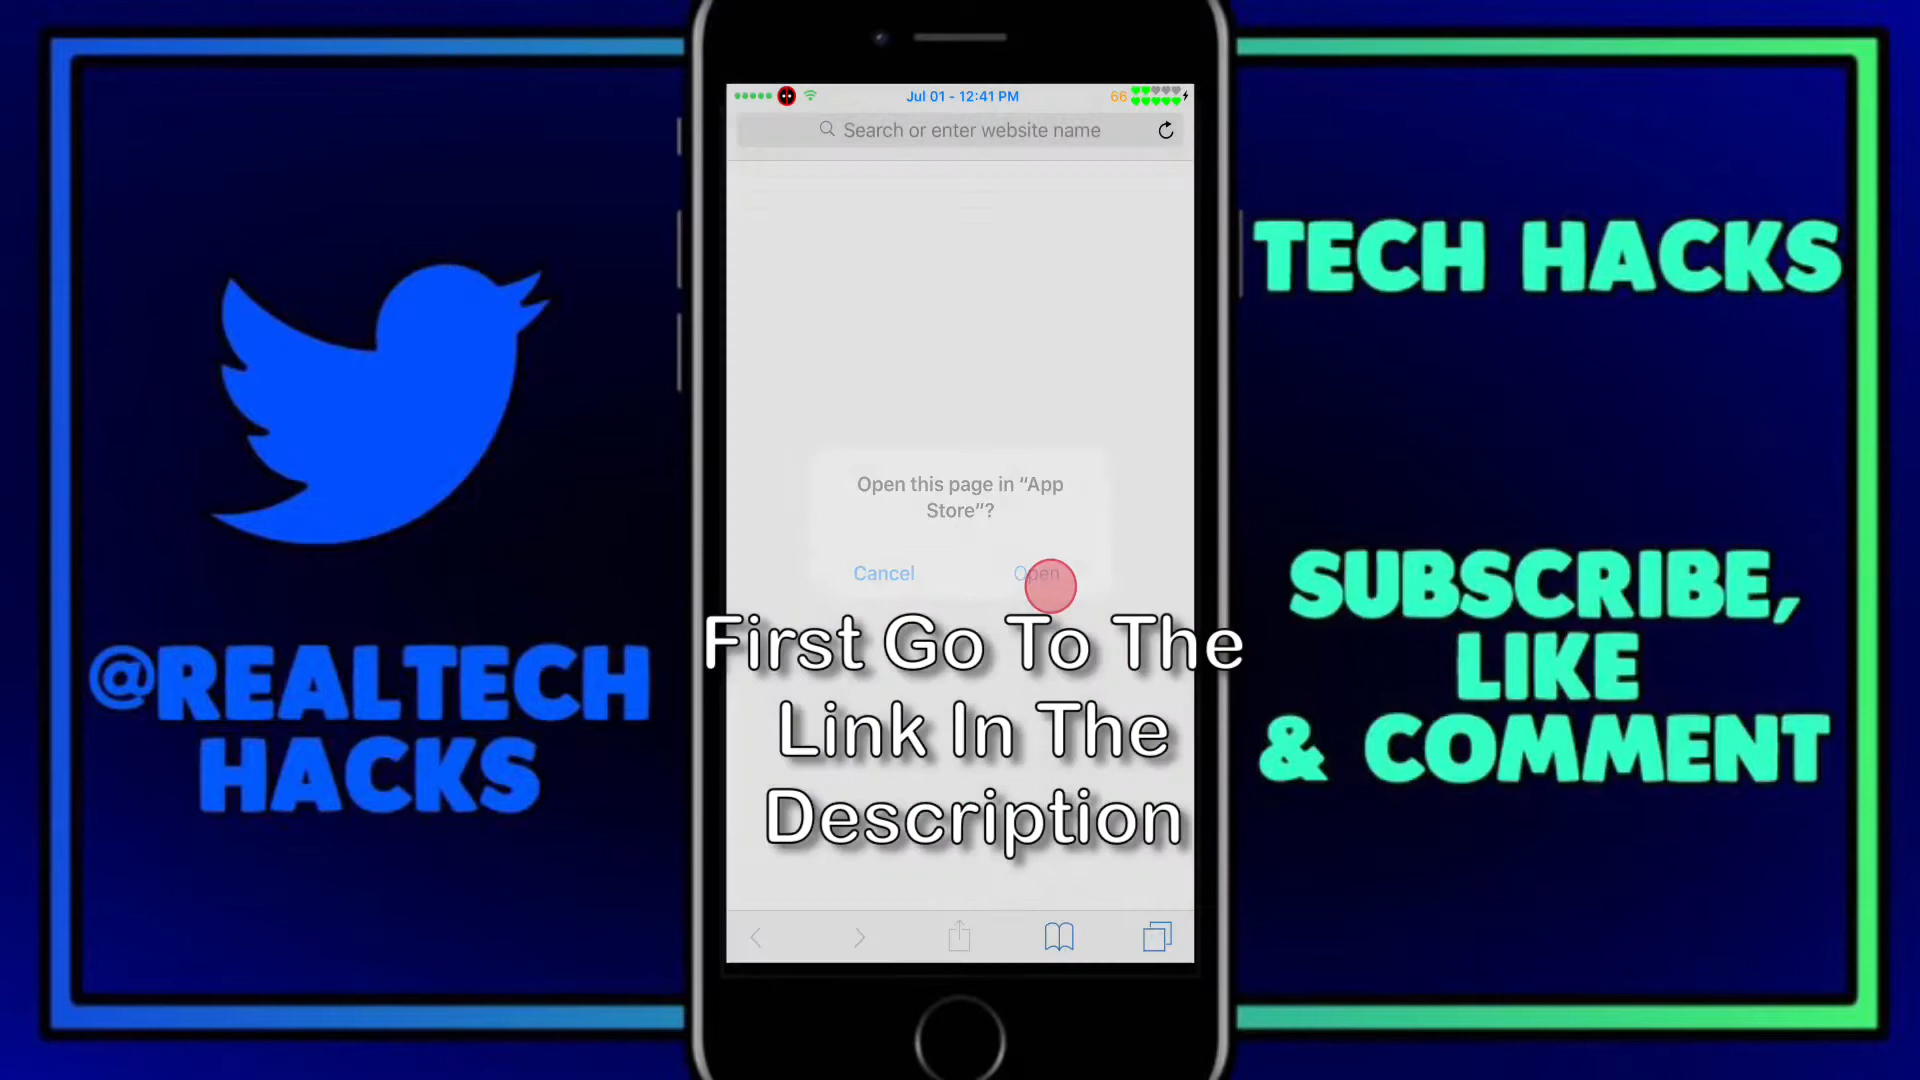 Jul 01 - 12:41 PM
66
Search or enter website name
Open this page in “App
Store”?
Cancel
Open
First Go To The
Link In The
Description
@REALTECH
HACKS
TECH HACKS
SUBSCRIBE,
LIKE
& COMMENT